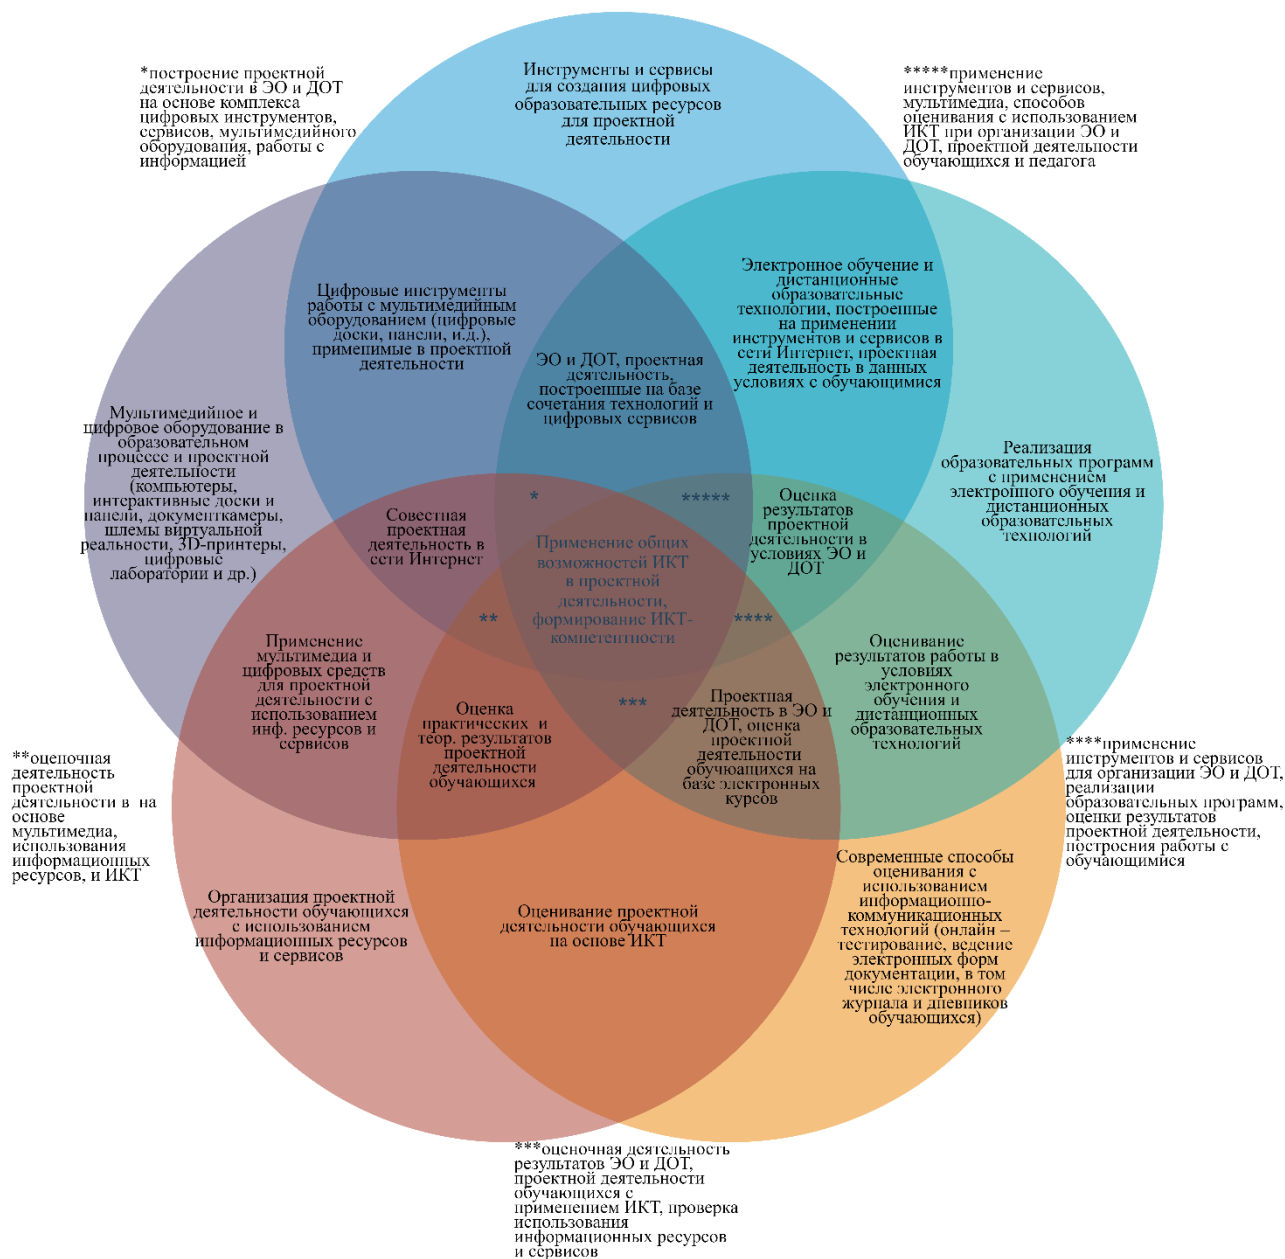 Инструменты и сервисы
для создания цифровых
образовательных ресурсов
для проектной
деятельности
*построение проектной
деятельности в ЭО и ДОТ
на основе комплекса
цифровых инструментов,
сервисов, мультимедийного
оборудования, работы с
информацией
*****применение
инструментов и сервисов,
мультимедиа, способов
оценивания с использованием
ИКТ при организации ЭО и
ДОТ, проектной деятельности
обучающихся и педагога
Цифровые инструменты
работы с мультимедийным
оборудованием (цифровые
доски, панели, и.д.),
применимые в проектной
деятельности
Электронное обучение и
дистанционные
образовательные
технологии, построенные
на применении
инструментов и сервисов в
сети Интернет, проектная
деятельность в данных
условиях с обучающимися
ЭО и ДОТ, проектная
деятельность,
построенные на базе
сочетания технологий и
цифровых сервисов
Мультимедийное и
цифровое оборудование в
образовательном
процессе и проектной
деятельности
(компьютеры,
интерактивные доски и
панели, документкамеры,
шлемы виртуальной
реальности, 3D-принтеры,
цифровые
лаборатории и др.)
Реализация
образовательных программ
с применением
электронного обучения и
дистанционных
образовательных
технологий
*
*****
Совестная
проектная
деятельность в
сети Интернет
Оценка
результатов
проектной
деятельности в
условиях ЭО и
ДОТ
Применение общих
возможностей ИКТ
в проектной
деятельности,
формирование ИКТ-
компетентности
**
****
***
Применение
мультимедиа и
цифровых средств
для проектной
деятельности с
использованием
инф. ресурсов и
сервисов
Оценивание
результатов работы в
условиях
электронного
обучения и
дистанционных
образовательных
технологий
Оценка
практических и
теор. результатов
проектной
деятельности
обучающихся
Проектная
деятельность в ЭО и
ДОТ, оценка
проектной
деятельности
обучающихся на
базе электронных
курсов
**оценочная
деятельность
проектной
деятельности в на
основе
мультимедиа,
использования
информационных
ресурсов, и ИКТ
****применение
инструментов и сервисов
для организации ЭО и ДОТ,
реализации
образовательных программ,
оценки результатов
проектной деятельности,
построения работы с
обучающимися
Организация проектной
деятельности обучающихся
с использованием
информационных ресурсов
и сервисов
Оценивание проектной
деятельности обучающихся
на основе ИКТ
Современные способы
оценивания с
использованием
информационно-
коммуникационных
технологий (онлайн –
тестирование, ведение
электронных форм
документации, в том
числе электронного
журнала и дневников
обучающихся)
***оценочная деятельность
результатов ЭО и ДОТ,
проектной деятельности
обучающихся с
применением ИКТ, проверка
использования
информационных ресурсов
и сервисов